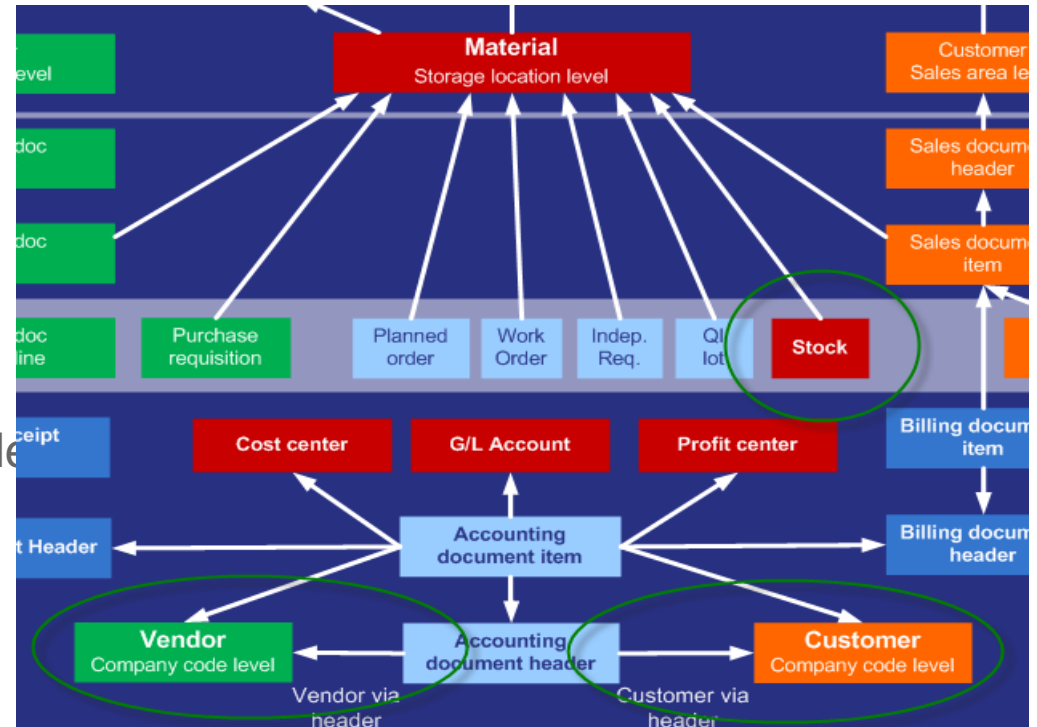 Material
Storage location level
evel
Customer
Sales area le
doc
Sales docum
header
doc
Sales docum
item
doc
line
Purchase
requisition
Planned
order
Work
Order
Indep.
Req.
QI
lot
Stock
ceipt
Cost center
G/L Account
Profit center
Billing docum
item
t Header
Accounting
document item
Billing docum
header
Vendor
Company code level
Accounting
document header
Customer
Company code level
Vendor via
header
Customer via
header